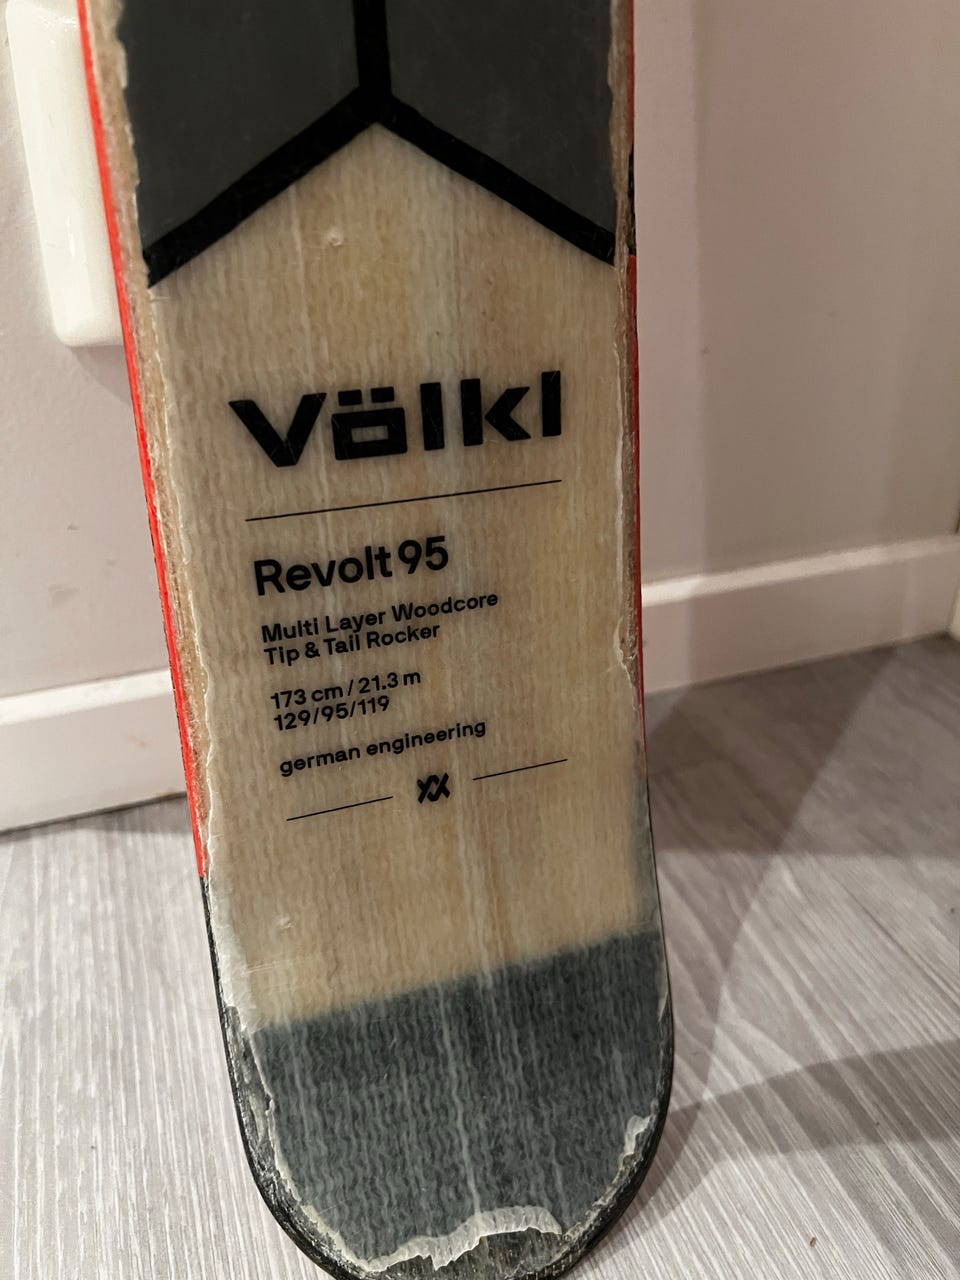 Völkl
Revolt 95
Multi Layer Woodcore
Tip & Tail Rocker
173 cm / 21.3 m
129/95/119
german engineering